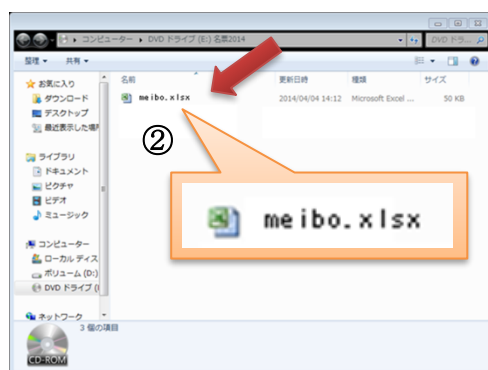 コンピューター ▸ DVD ドライブ (E:) 名票2014
DVD ドラ...
整理 ▼ 共有 ▼
お気に入り
ダウンロード
デスクトップ
最近表示した場所
ライブラリ
ドキュメント
ピクチャ
ビデオ
ミュージック
コンピューター
ローカル ディス
ボリューム (D:)
DVD ドライブ (
ネットワーク
名前 更新日時 種類 サイズ
meibo.xlsx 2014/04/04 14:12 Microsoft Excel ... 50 KB
②
meibo.xlsx
3 個の項目
CD-ROM